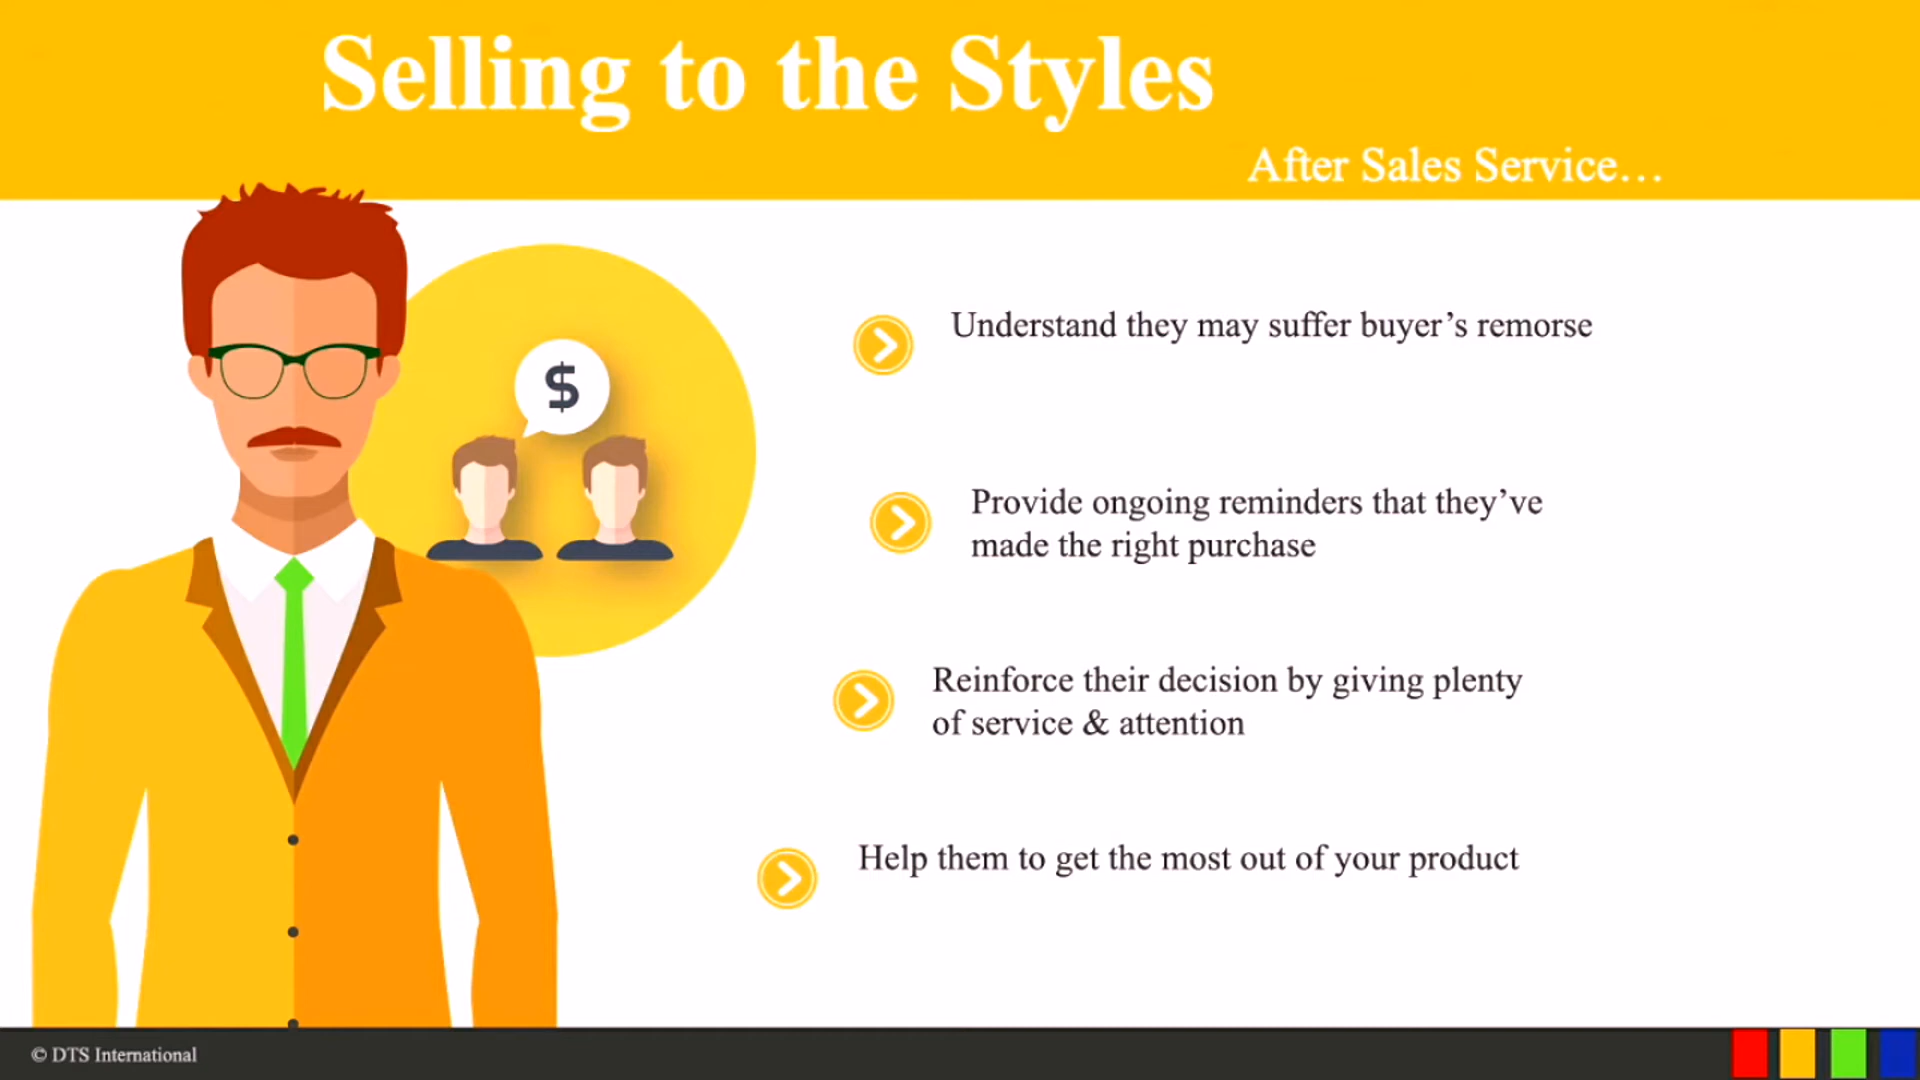 Selling to the Styles
After Sales Service…
$
Understand they may suffer buyer’s remorse
Provide ongoing reminders that they’ve
made the right purchase
Reinforce their decision by giving plenty
of service & attention
Help them to get the most out of your product
© DTS International